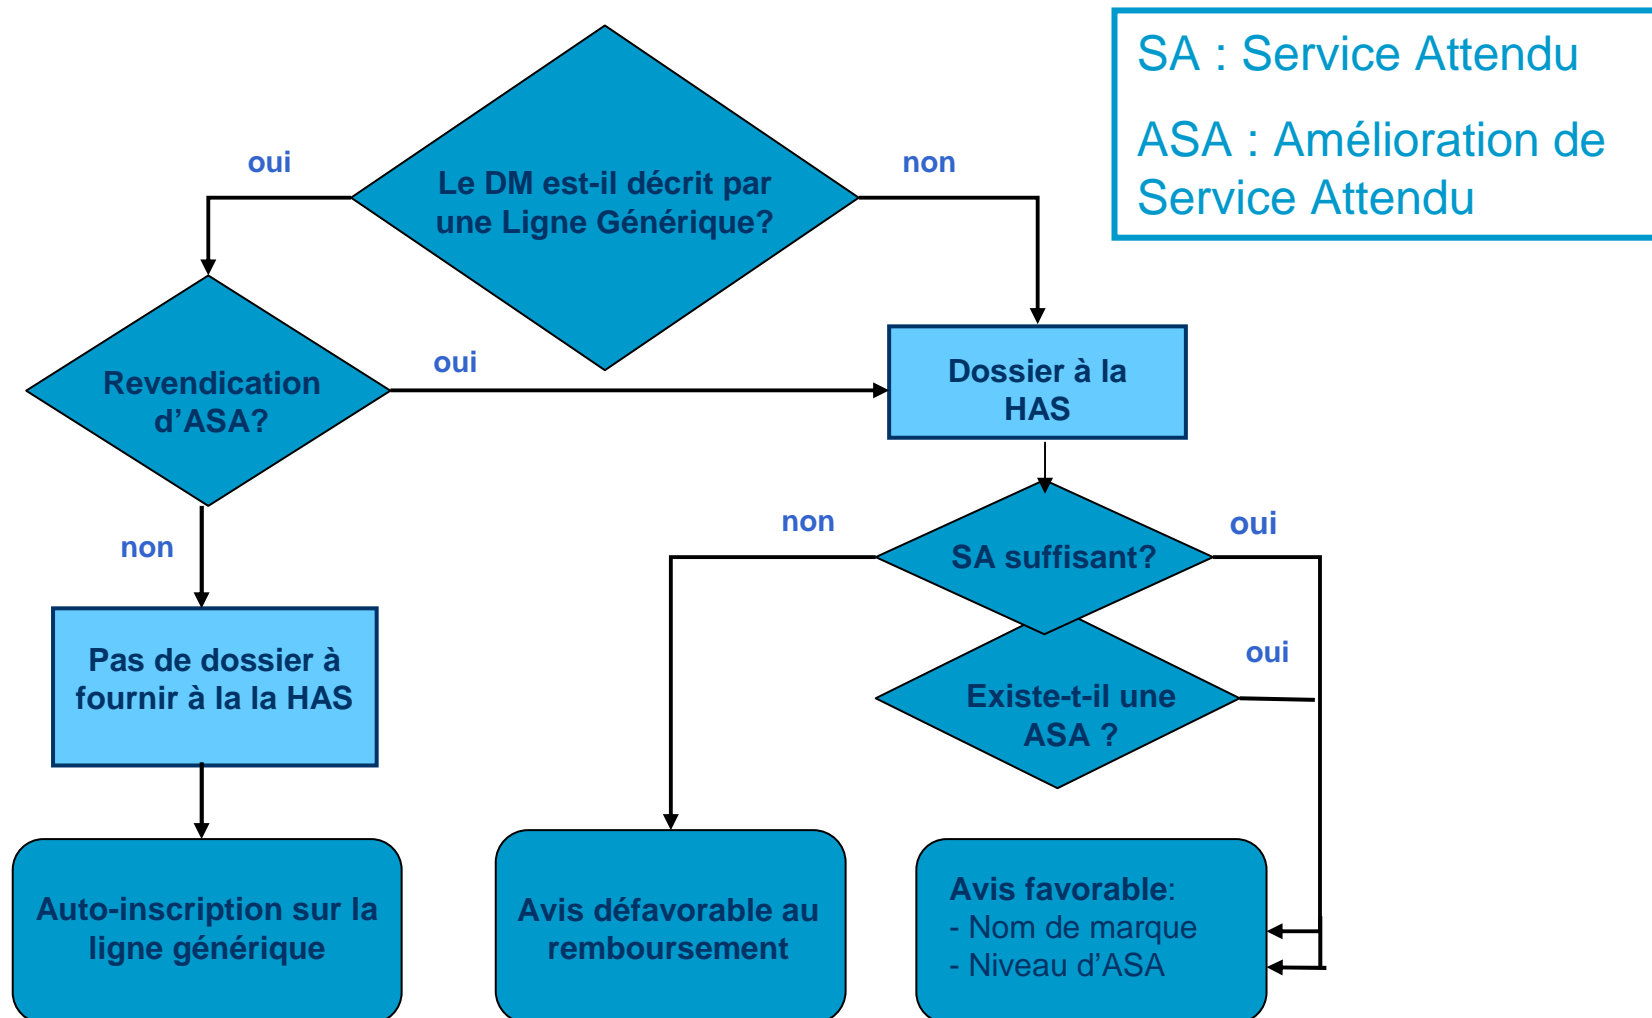 SA : Service Attendu
ASA : Amélioration de
Service Attendu
oui
non
Le DM est-il décrit par
une Ligne Générique?
oui
Revendication
d’ASA?
Dossier à la
HAS
non
non
oui
SA suffisant?
Pas de dossier à
fournir à la la HAS
oui
Existe-t-il une
ASA ?
Auto-inscription sur la
ligne générique
Avis défavorable au
remboursement
Avis favorable:
- Nom de marque
- Niveau d’ASA